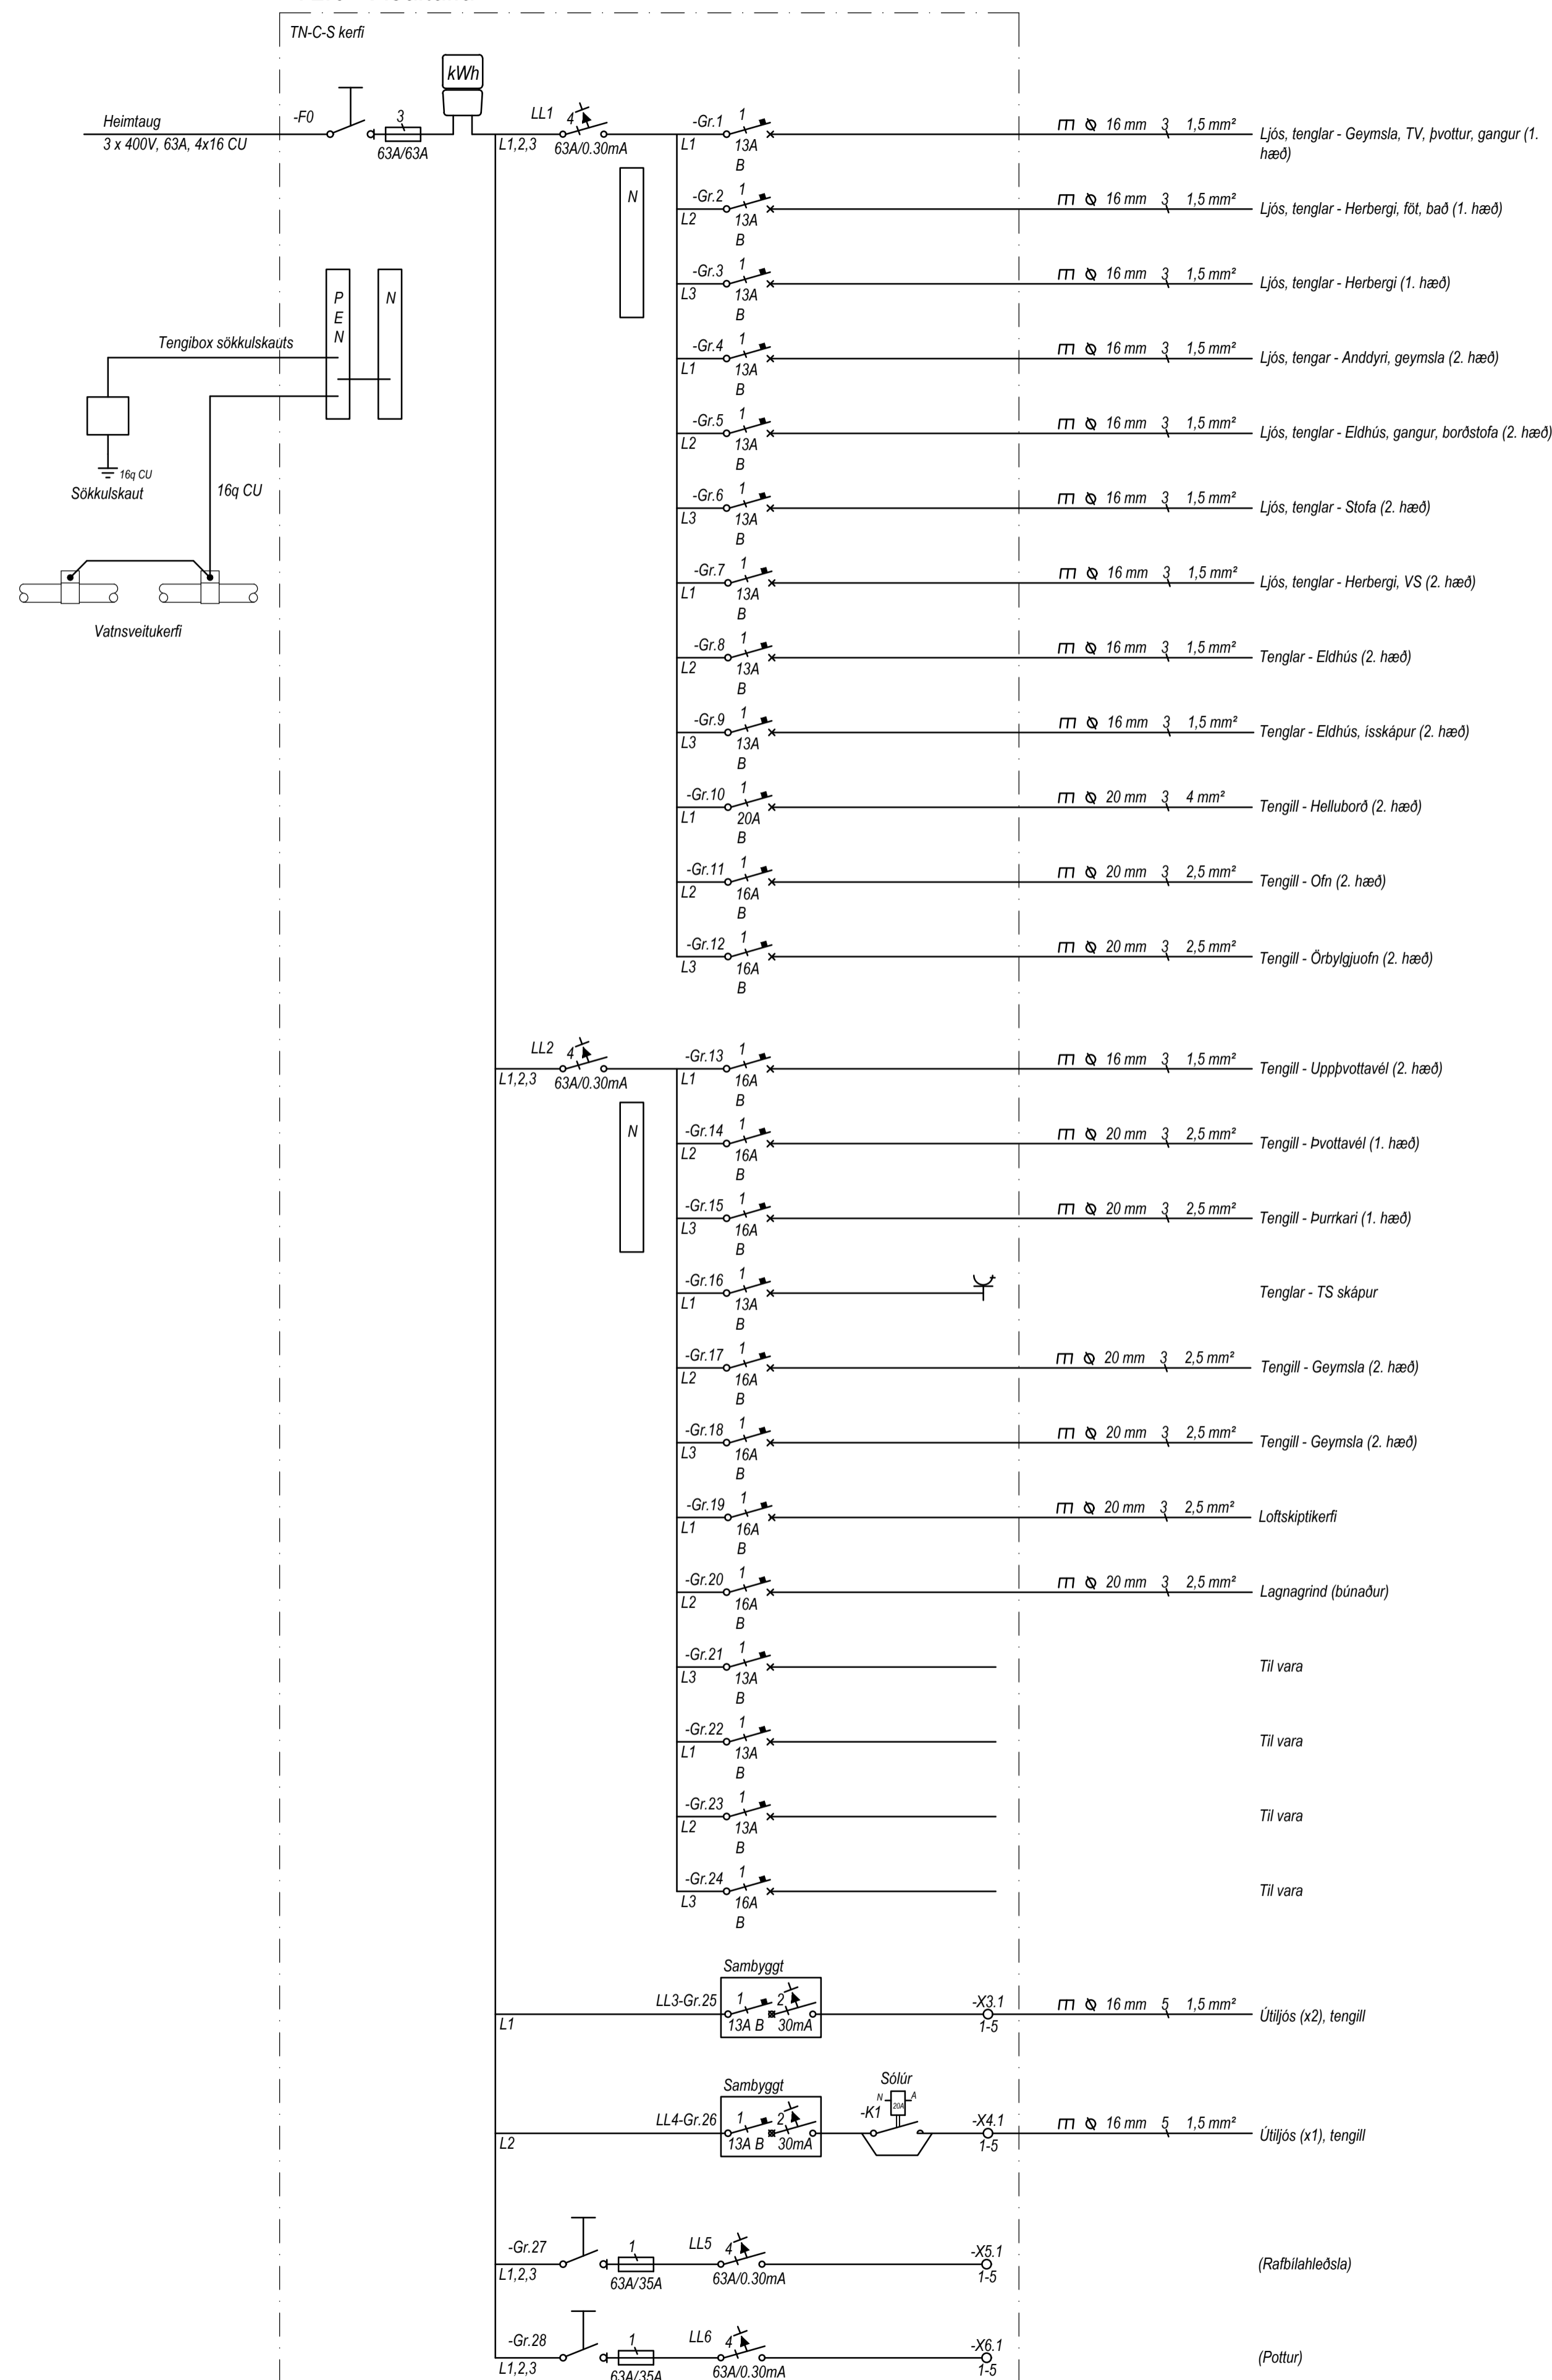 TN-C-S kerfi
kWh
Heimtaug
3 x 400V, 63A, 4x16 CU
-F0
3
63A/63A
L1,2,3
LL1
4
63A/0.30mA
N
-Gr.1
1
L1
13A
B
16 mm 3 1,5 mm²
Ljós, tenglar - Geymsla, TV, þvottur, gangur (1.
hæð)
-Gr.2
1
L2
13A
B
16 mm 3 1,5 mm²
Ljós, tenglar - Herbergi, föt, bað (1. hæð)
-Gr.3
1
L3
13A
B
16 mm 3 1,5 mm²
Ljós, tenglar - Herbergi (1. hæð)
P
E
N
N
Tengibox sökkulskauts
16q CU
Sökkulskaut
16q CU
Vatnsveitukerfi
-Gr.4
1
L1
13A
B
16 mm 3 1,5 mm²
Ljós, tengar - Anddyri, geymsla (2. hæð)
-Gr.5
1
L2
13A
B
16 mm 3 1,5 mm²
Ljós, tenglar - Eldhús, gangur, borðstofa (2. hæð)
-Gr.6
1
L3
13A
B
16 mm 3 1,5 mm²
Ljós, tenglar - Stofa (2. hæð)
-Gr.7
1
L1
13A
B
16 mm 3 1,5 mm²
Ljós, tenglar - Herbergi, VS (2. hæð)
-Gr.8
1
L2
13A
B
16 mm 3 1,5 mm²
Tenglar - Eldhús (2. hæð)
-Gr.9
1
L3
13A
B
16 mm 3 1,5 mm²
Tenglar - Eldhús, ísskápur (2. hæð)
-Gr.10
1
L1
20A
B
20 mm 3 4 mm²
Tengill - Helluborð (2. hæð)
-Gr.11
1
L2
16A
B
20 mm 3 2,5 mm²
Tengill - Ofn (2. hæð)
-Gr.12
1
L3
16A
B
20 mm 3 2,5 mm²
Tengill - Örbylgjuofn (2. hæð)
L1,2,3
LL2
4
63A/0.30mA
N
-Gr.13
1
L1
16A
B
16 mm 3 1,5 mm²
Tengill - Uppþvottavél (2. hæð)
-Gr.14
1
L2
16A
B
20 mm 3 2,5 mm²
Tengill - Þvottavél (1. hæð)
-Gr.15
1
L3
16A
B
20 mm 3 2,5 mm²
Tengill - Þurrkari (1. hæð)
-Gr.16
1
L1
13A
B
Tenglar - TS skápur
-Gr.17
1
L2
16A
B
20 mm 3 2,5 mm²
Tengill - Geymsla (2. hæð)
-Gr.18
1
L3
16A
B
20 mm 3 2,5 mm²
Tengill - Geymsla (2. hæð)
-Gr.19
1
L1
16A
B
20 mm 3 2,5 mm²
Loftskiptikerfi
-Gr.20
1
L2
16A
B
20 mm 3 2,5 mm²
Lagnagrind (búnaður)
-Gr.21
1
L3
13A
B
Til vara
-Gr.22
1
L1
13A
B
Til vara
-Gr.23
1
L2
13A
B
Til vara
-Gr.24
1
L3
16A
B
Til vara
Sambyggt
LL3-Gr.25
1
2
L1
13A B
30mA
-X3.1
1-5
16 mm 5 1,5 mm²
Útiljós (x2), tengill
Sambyggt
LL4-Gr.26
1
2
L2
13A B
30mA
Sólúr
N
20A
A
-K1
-X4.1
1-5
16 mm 5 1,5 mm²
Útiljós (x1), tengill
-Gr.27
L1,2,3
1
63A/35A
LL5
4
63A/0.30mA
-X5.1
1-5
(Rafbílahleðsla)
-Gr.28
L1,2,3
1
63A/35A
LL6
4
63A/0.30mA
-X6.1
1-5
(Pottur)